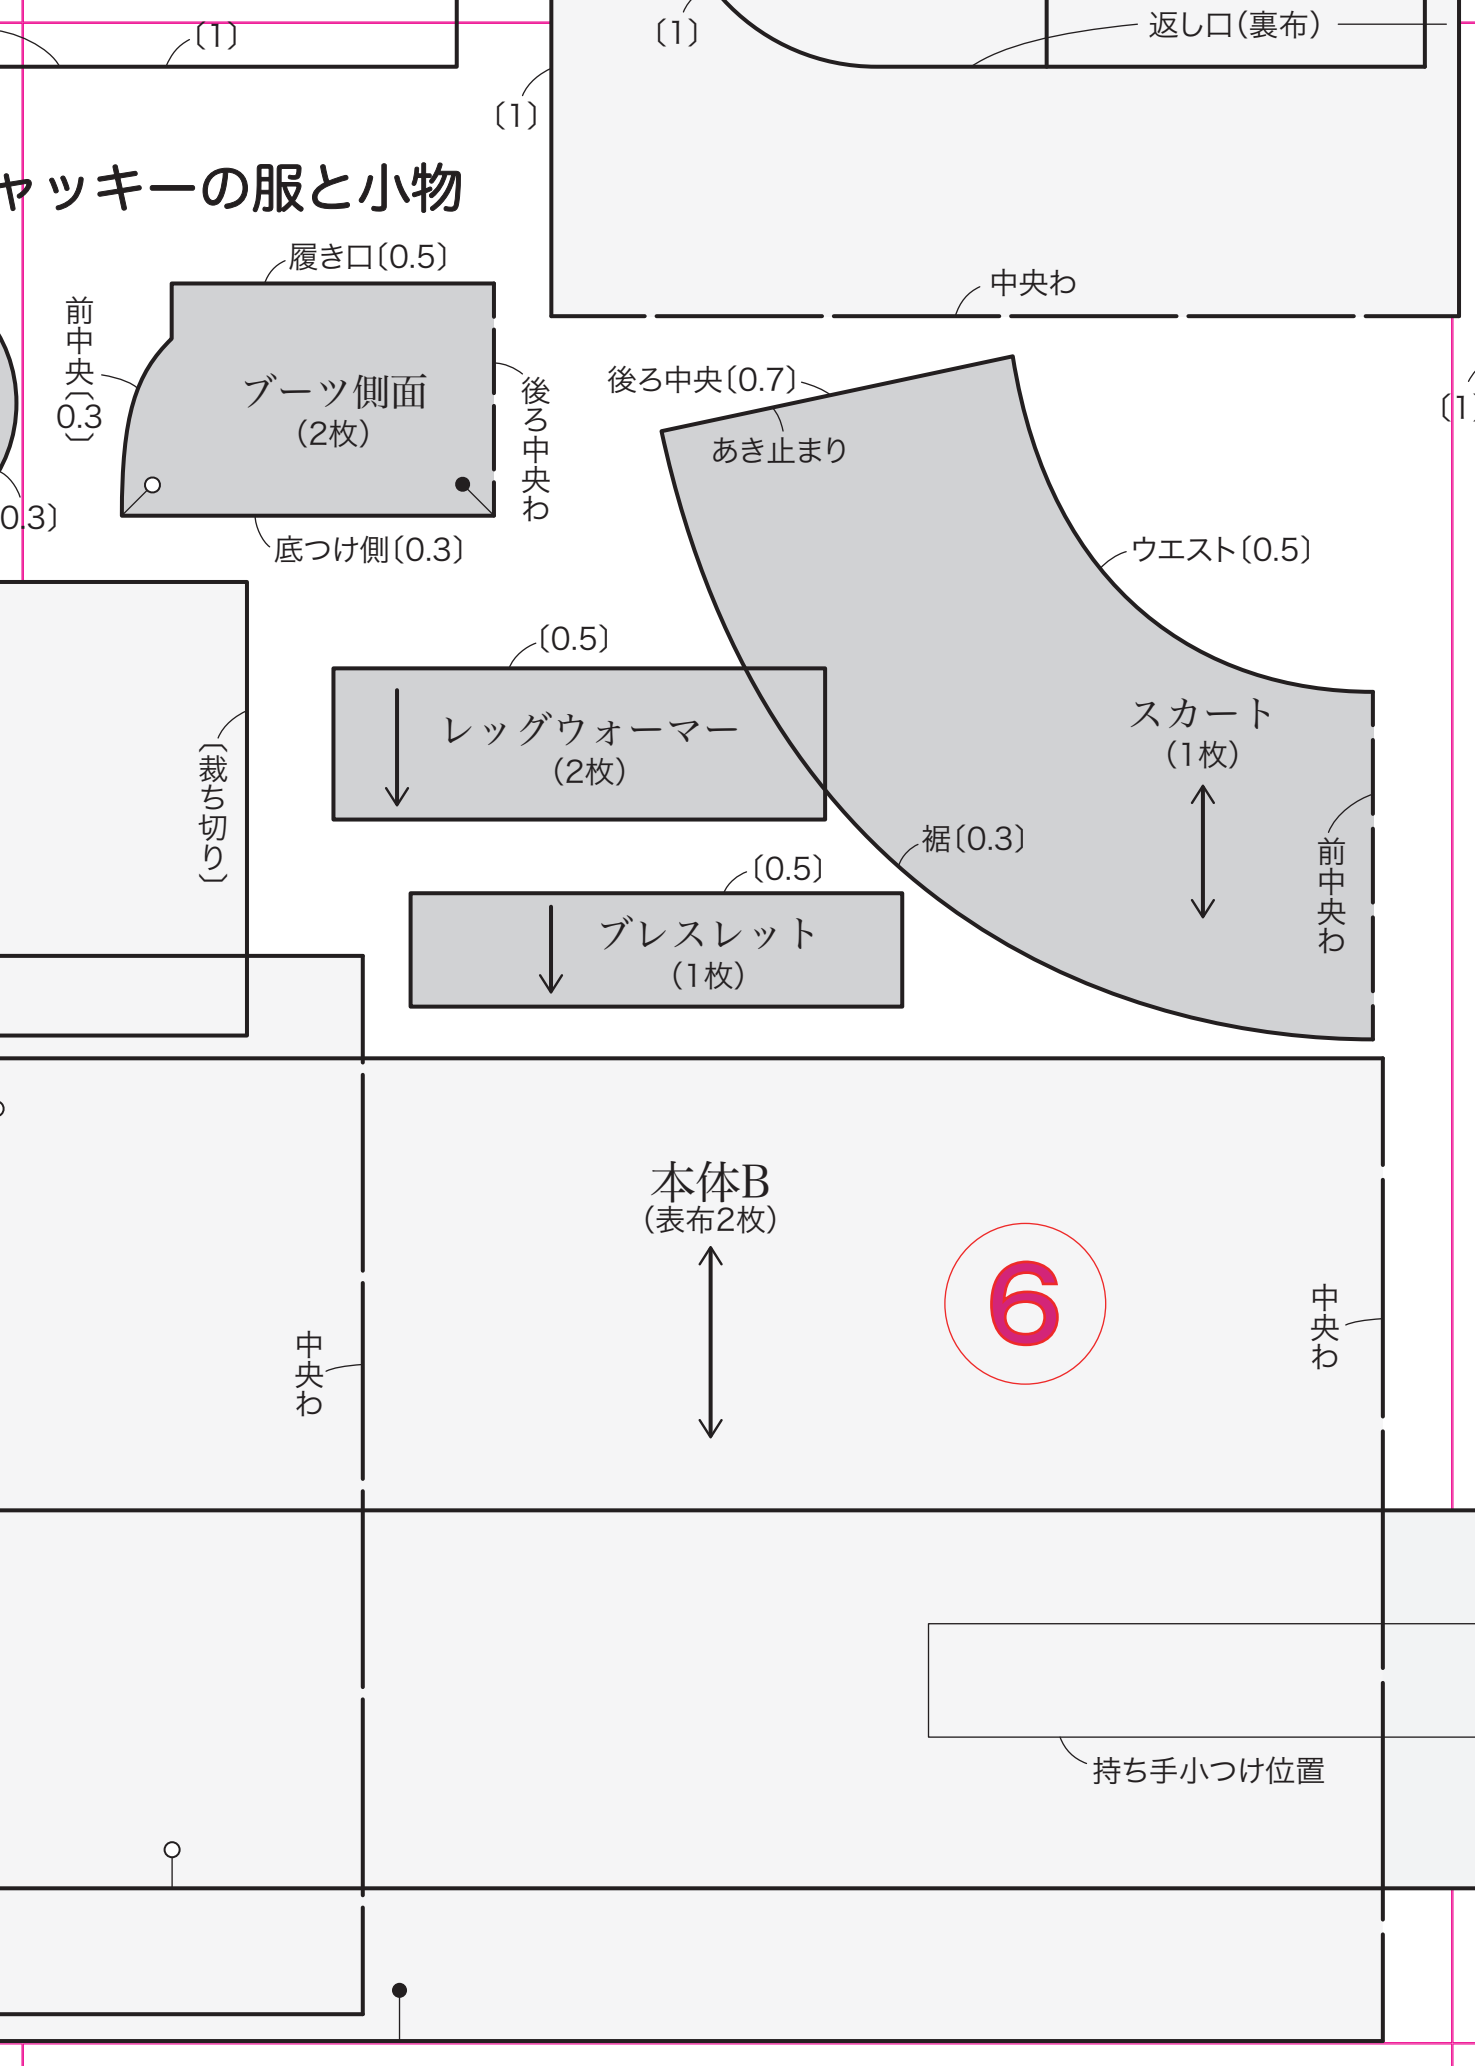 〔1〕
〔1〕
返し口(裏布)
〔1〕
ャッキーの服と小物
履き口〔0.5〕
中央わ
前中央〔0.3〕
ブーツ側面
(2枚)
後ろ中央わ
後ろ中央〔0.7〕
あき止まり
〔1〕
0.3〕
底つけ側〔0.3〕
ウエスト〔0.5〕
〔0.5〕
レッグウォーマー
(2枚)
スカート
(1枚)
〔裁ち切り〕
裾〔0.3〕
前中央わ
〔0.5〕
ブレスレット
(1枚)
本体B
(表布2枚)
6
中央わ
中央わ
持ち手小つけ位置